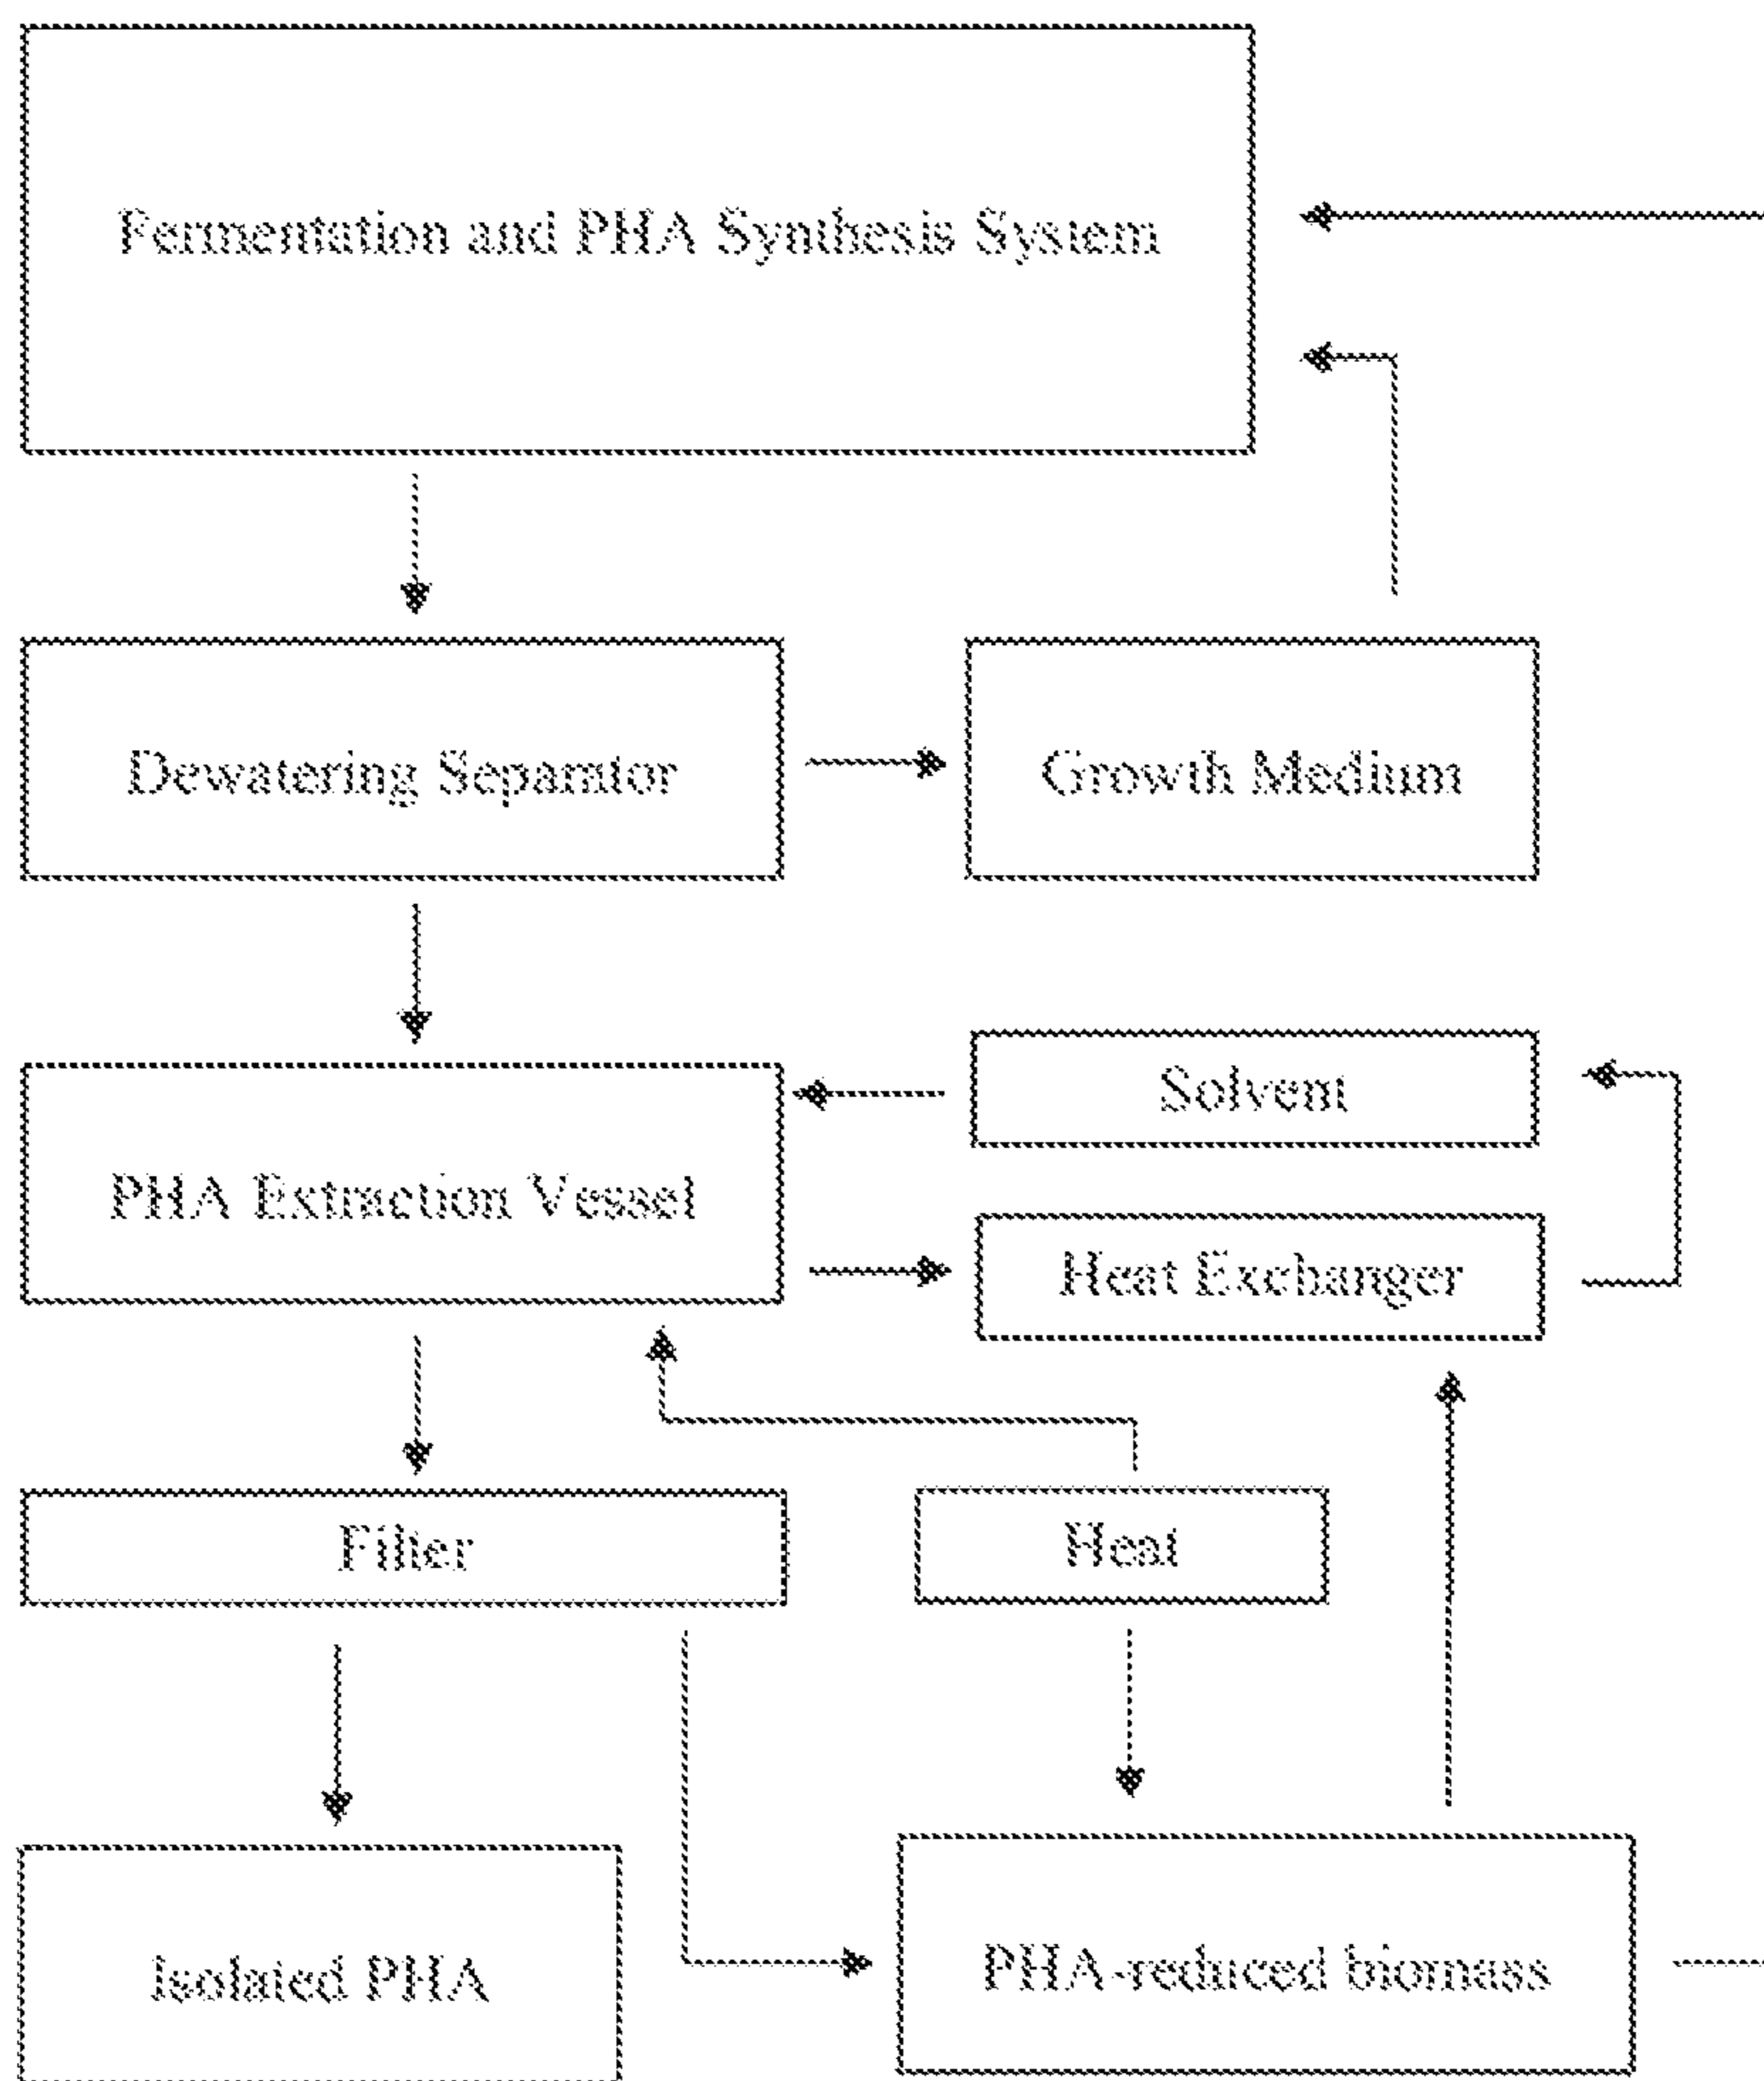 Fermentation and PHA Synthesis System
Dewatering Separator
Growth Medium
Solvent
PHA Extraction Vessel
Heat Exchanger
Filter
Heat
Isolated PHA
PHA-reduced biomass